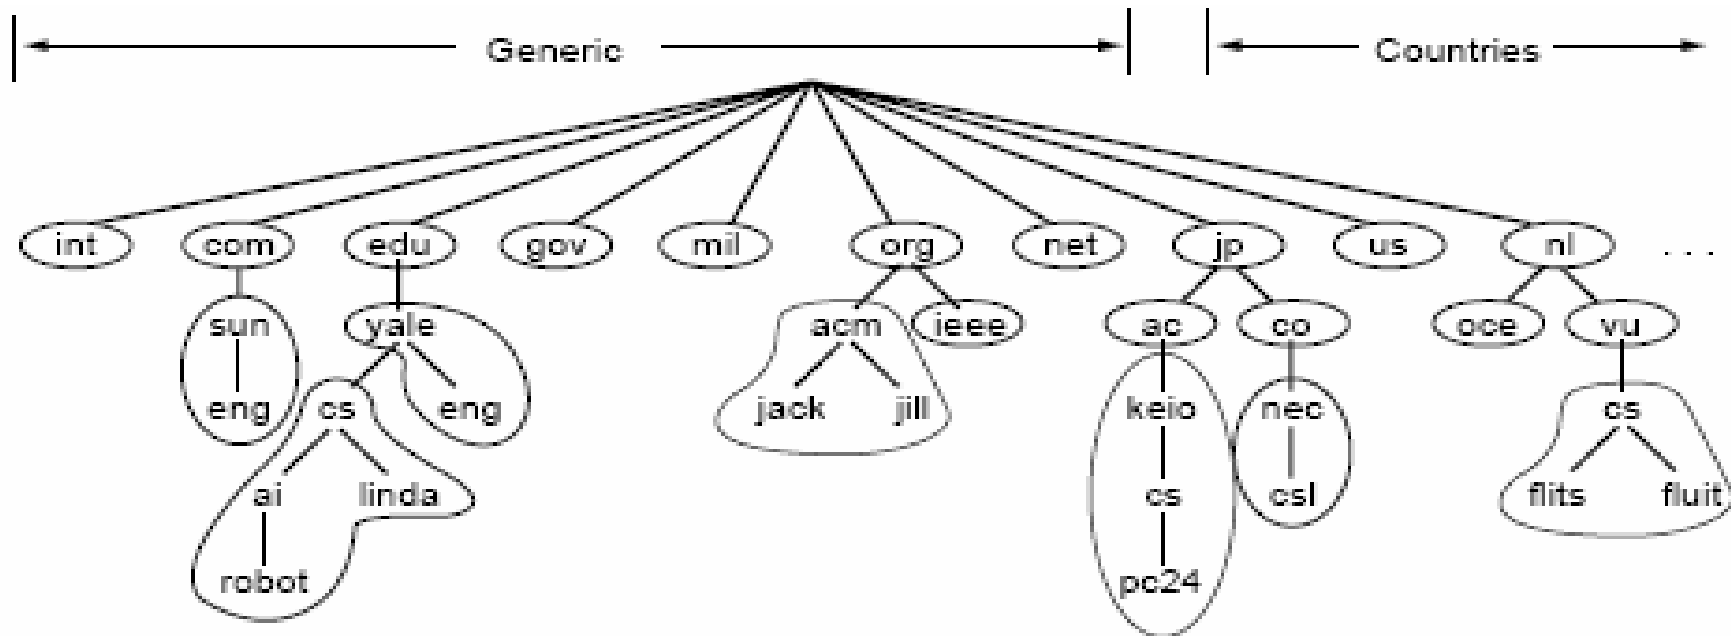 Generic Countries
int com edu gov mil org net jp us nl ...
sun yale acm ieee ac co oce vu
eng cs eng jack jill keio nec cs
ai linda cs csl flits fluit
robot pc24